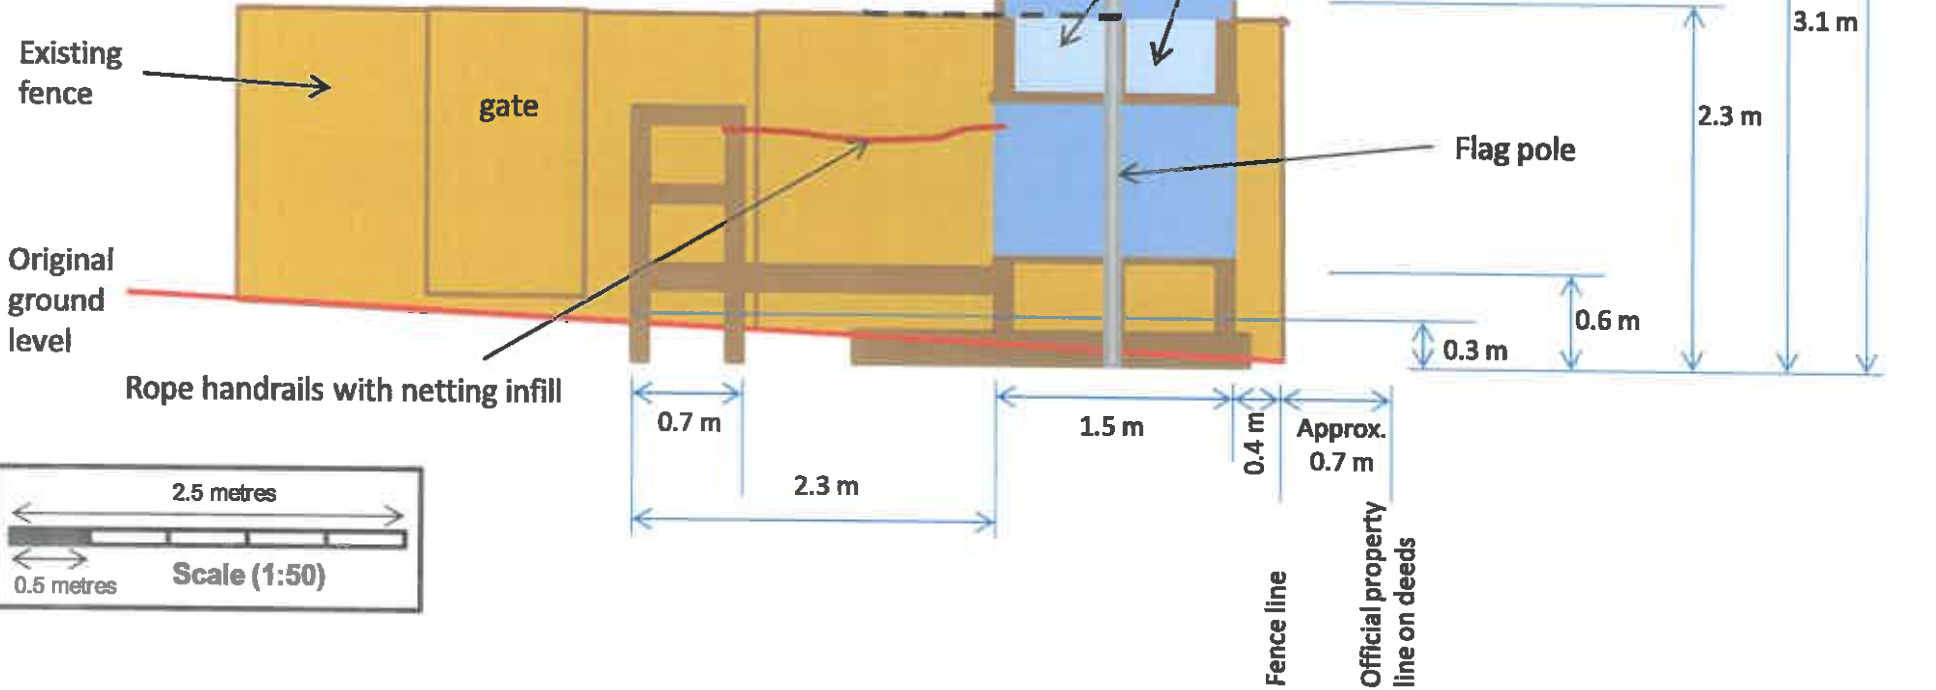 3.1 m
Existing
fence
gate
2.3 m
Flag pole
Original
ground
level
0.6 m
0.3 m
Rope handrails with netting infill
0.7 m
1.5 m
0.4 m
Approx.
0.7 m
2.3 m
2.5 metres
0.5 metres
Scale (1:50)
Fence line
Official property
line on deeds